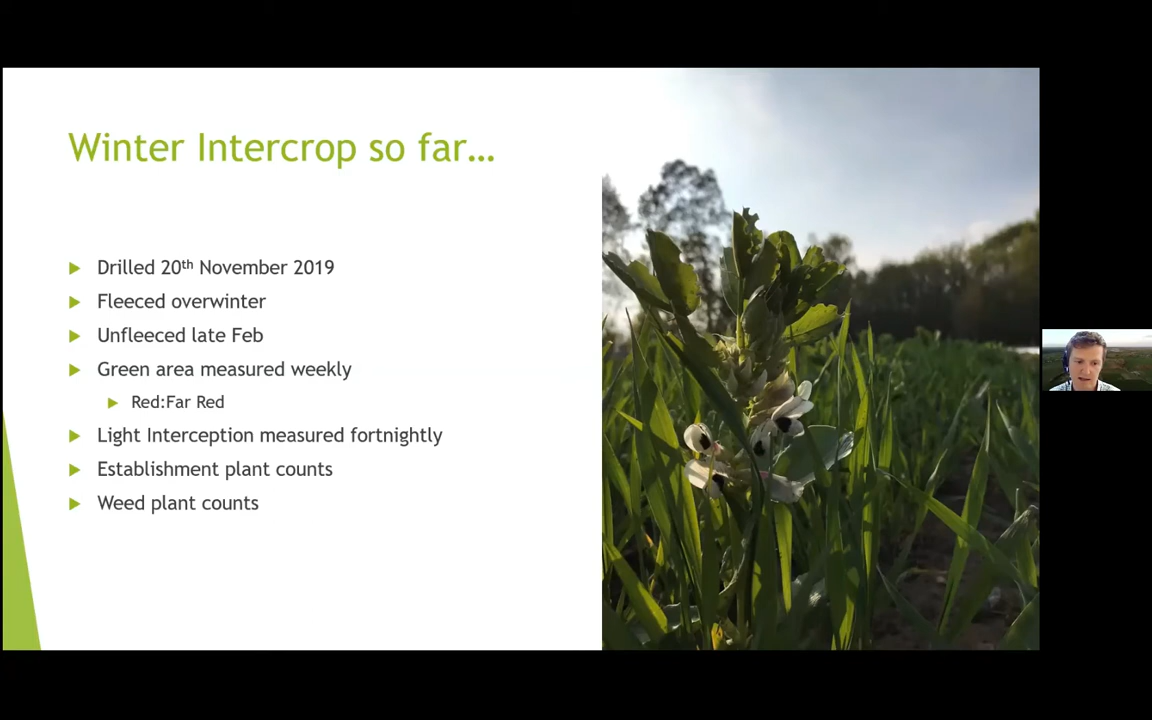 Winter Intercrop so far…
Drilled 20th November 2019
Fleeced overwinter
Unfleeced late Feb
Green area measured weekly
Red:Far Red
Light Interception measured fortnightly
Establishment plant counts
Weed plant counts